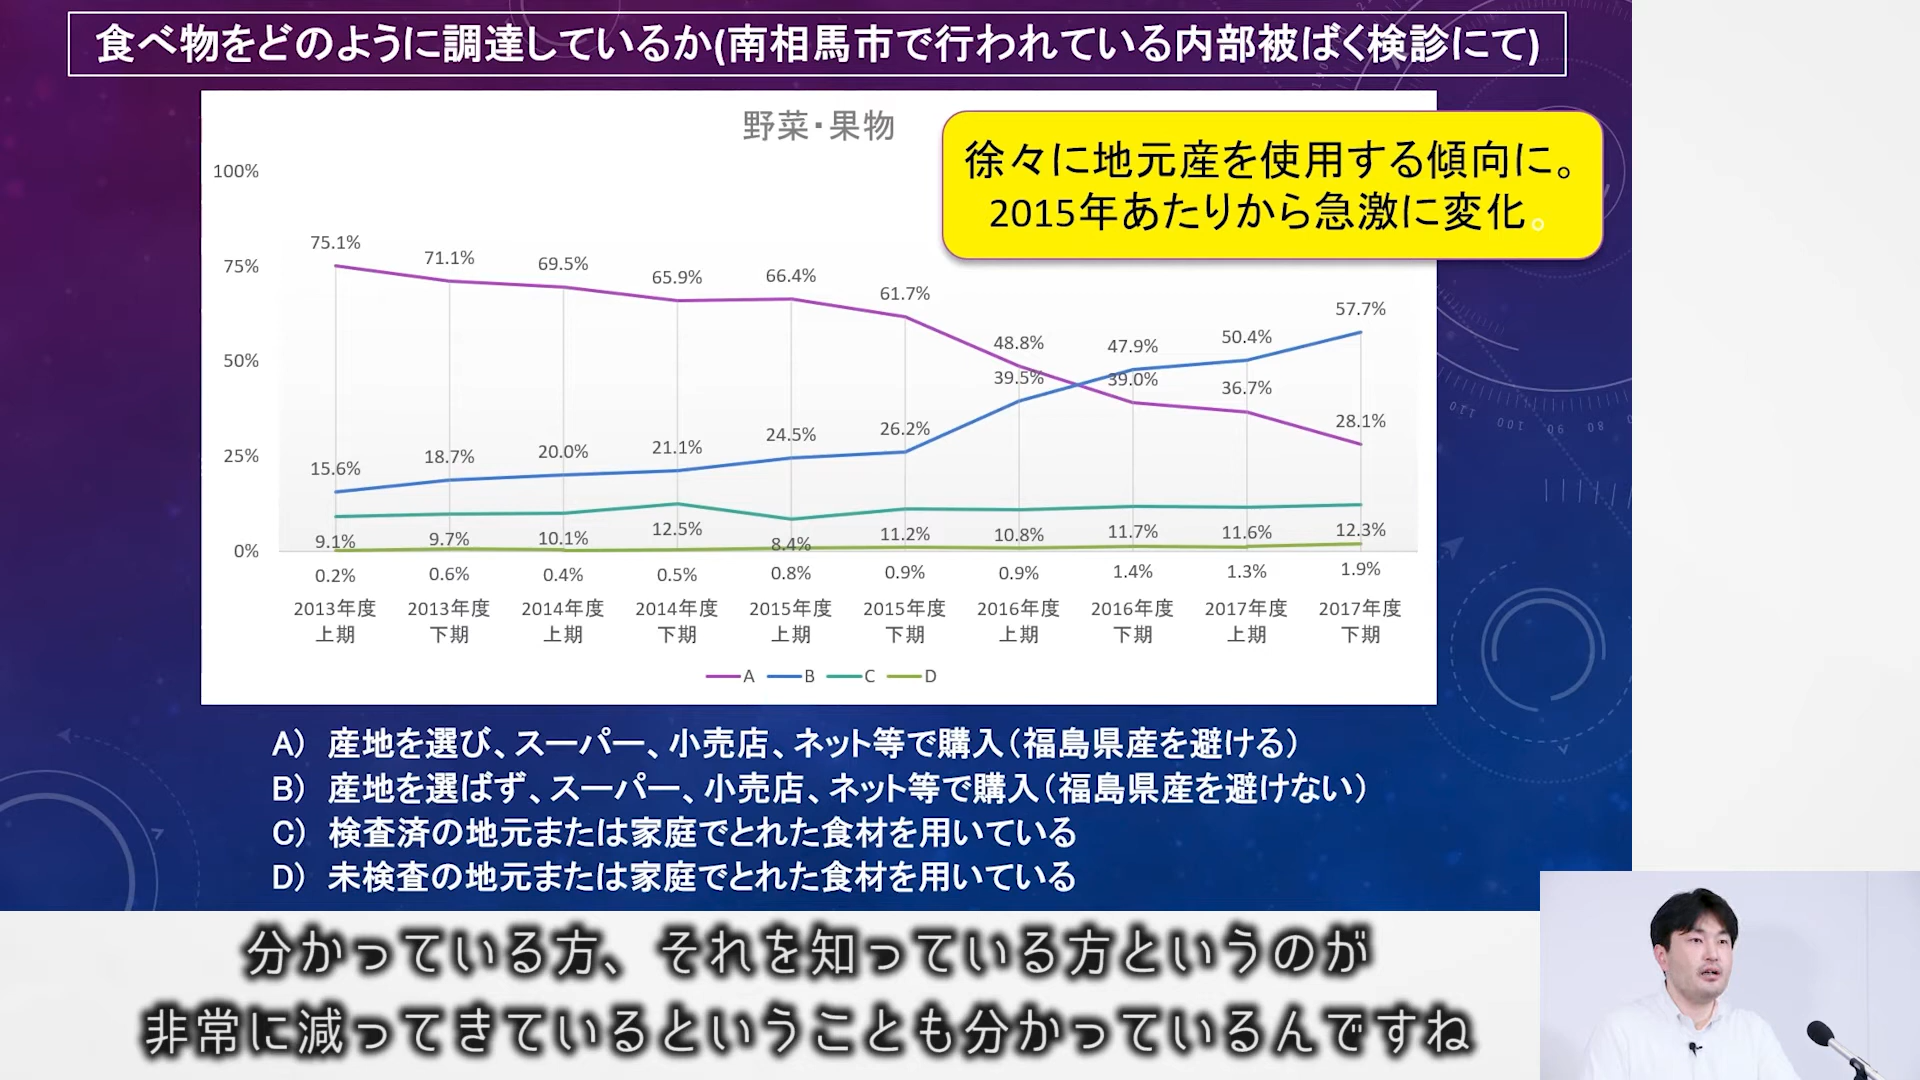 食べ物をどのように調達しているか(南相馬市で行われている内部被ばく検診にて)
野菜・果物
徐々に地元産を使用する傾向に。
2015年あたりから急激に変化。
100%
75%
50%
25%
0%
75.1% 71.1% 69.5% 65.9% 66.4% 61.7% 48.8% 39.0% 36.7% 28.1%
15.6% 18.7% 20.0% 21.1% 24.5% 26.2% 39.5% 47.9% 50.4% 57.7%
9.1% 9.7% 10.1% 12.5% 8.4% 11.2% 10.8% 11.7% 11.6% 12.3%
0.2% 0.6% 0.4% 0.5% 0.8% 0.9% 0.9% 1.4% 1.3% 1.9%
2013年度 2013年度 2014年度 2014年度 2015年度 2015年度 2016年度 2016年度 2017年度 2017年度
上期 下期 上期 下期 上期 下期 上期 下期 上期 下期
A B C D
A) 産地を選び、スーパー、小売店、ネット等で購入(福島県産を避ける)
B) 産地を選ばず、スーパー、小売店、ネット等で購入(福島県産を避けない)
C) 検査済の地元または家庭でとれた食材を用いている
D) 未検査の地元または家庭でとれた食材を用いている
分かっている方、それを知っている方というのが
非常に減ってきているということも分かっているんですね